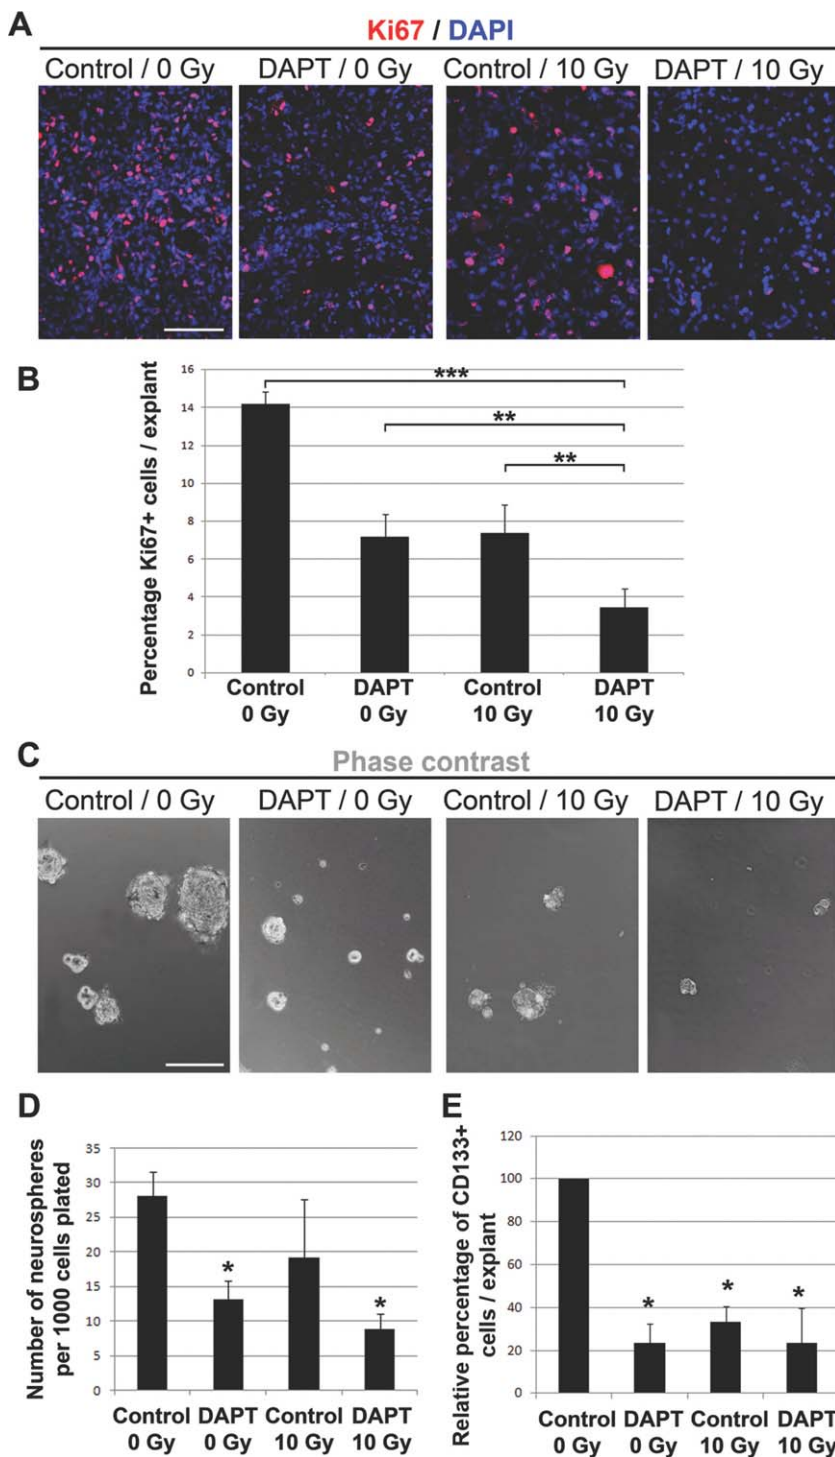 A
Ki67 / DAPI
Control / 0 Gy DAPT / 0 Gy Control / 10 Gy DAPT / 10 Gy
B
Percentage Ki67+ cells / explant
16
14
12
10
8
6
4
2
0
***
**
**
Control DAPT Control DAPT
0 Gy 0 Gy 10 Gy 10 Gy
C
Phase contrast
Control / 0 Gy DAPT / 0 Gy Control / 10 Gy DAPT / 10 Gy
D
Number of neurospheres
per 1000 cells plated
35
30
25
20
15
10
5
0
*
*
Control DAPT Control DAPT
0 Gy 0 Gy 10 Gy 10 Gy
E
Relative percentage of CD133+
cells / explant
120
100
80
60
40
20
0
*
*
*
Control DAPT Control DAPT
0 Gy 0 Gy 10 Gy 10 Gy